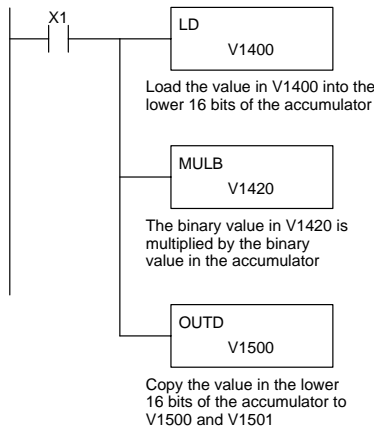 X1
LD
V1400
Load the value in V1400 into the
lower 16 bits of the accumulator
MULB
V1420
The binary value in V1420 is
multiplied by the binary
value in the accumulator
OUTD
V1500
Copy the value in the lower
16 bits of the accumulator to
V1500 and V1501